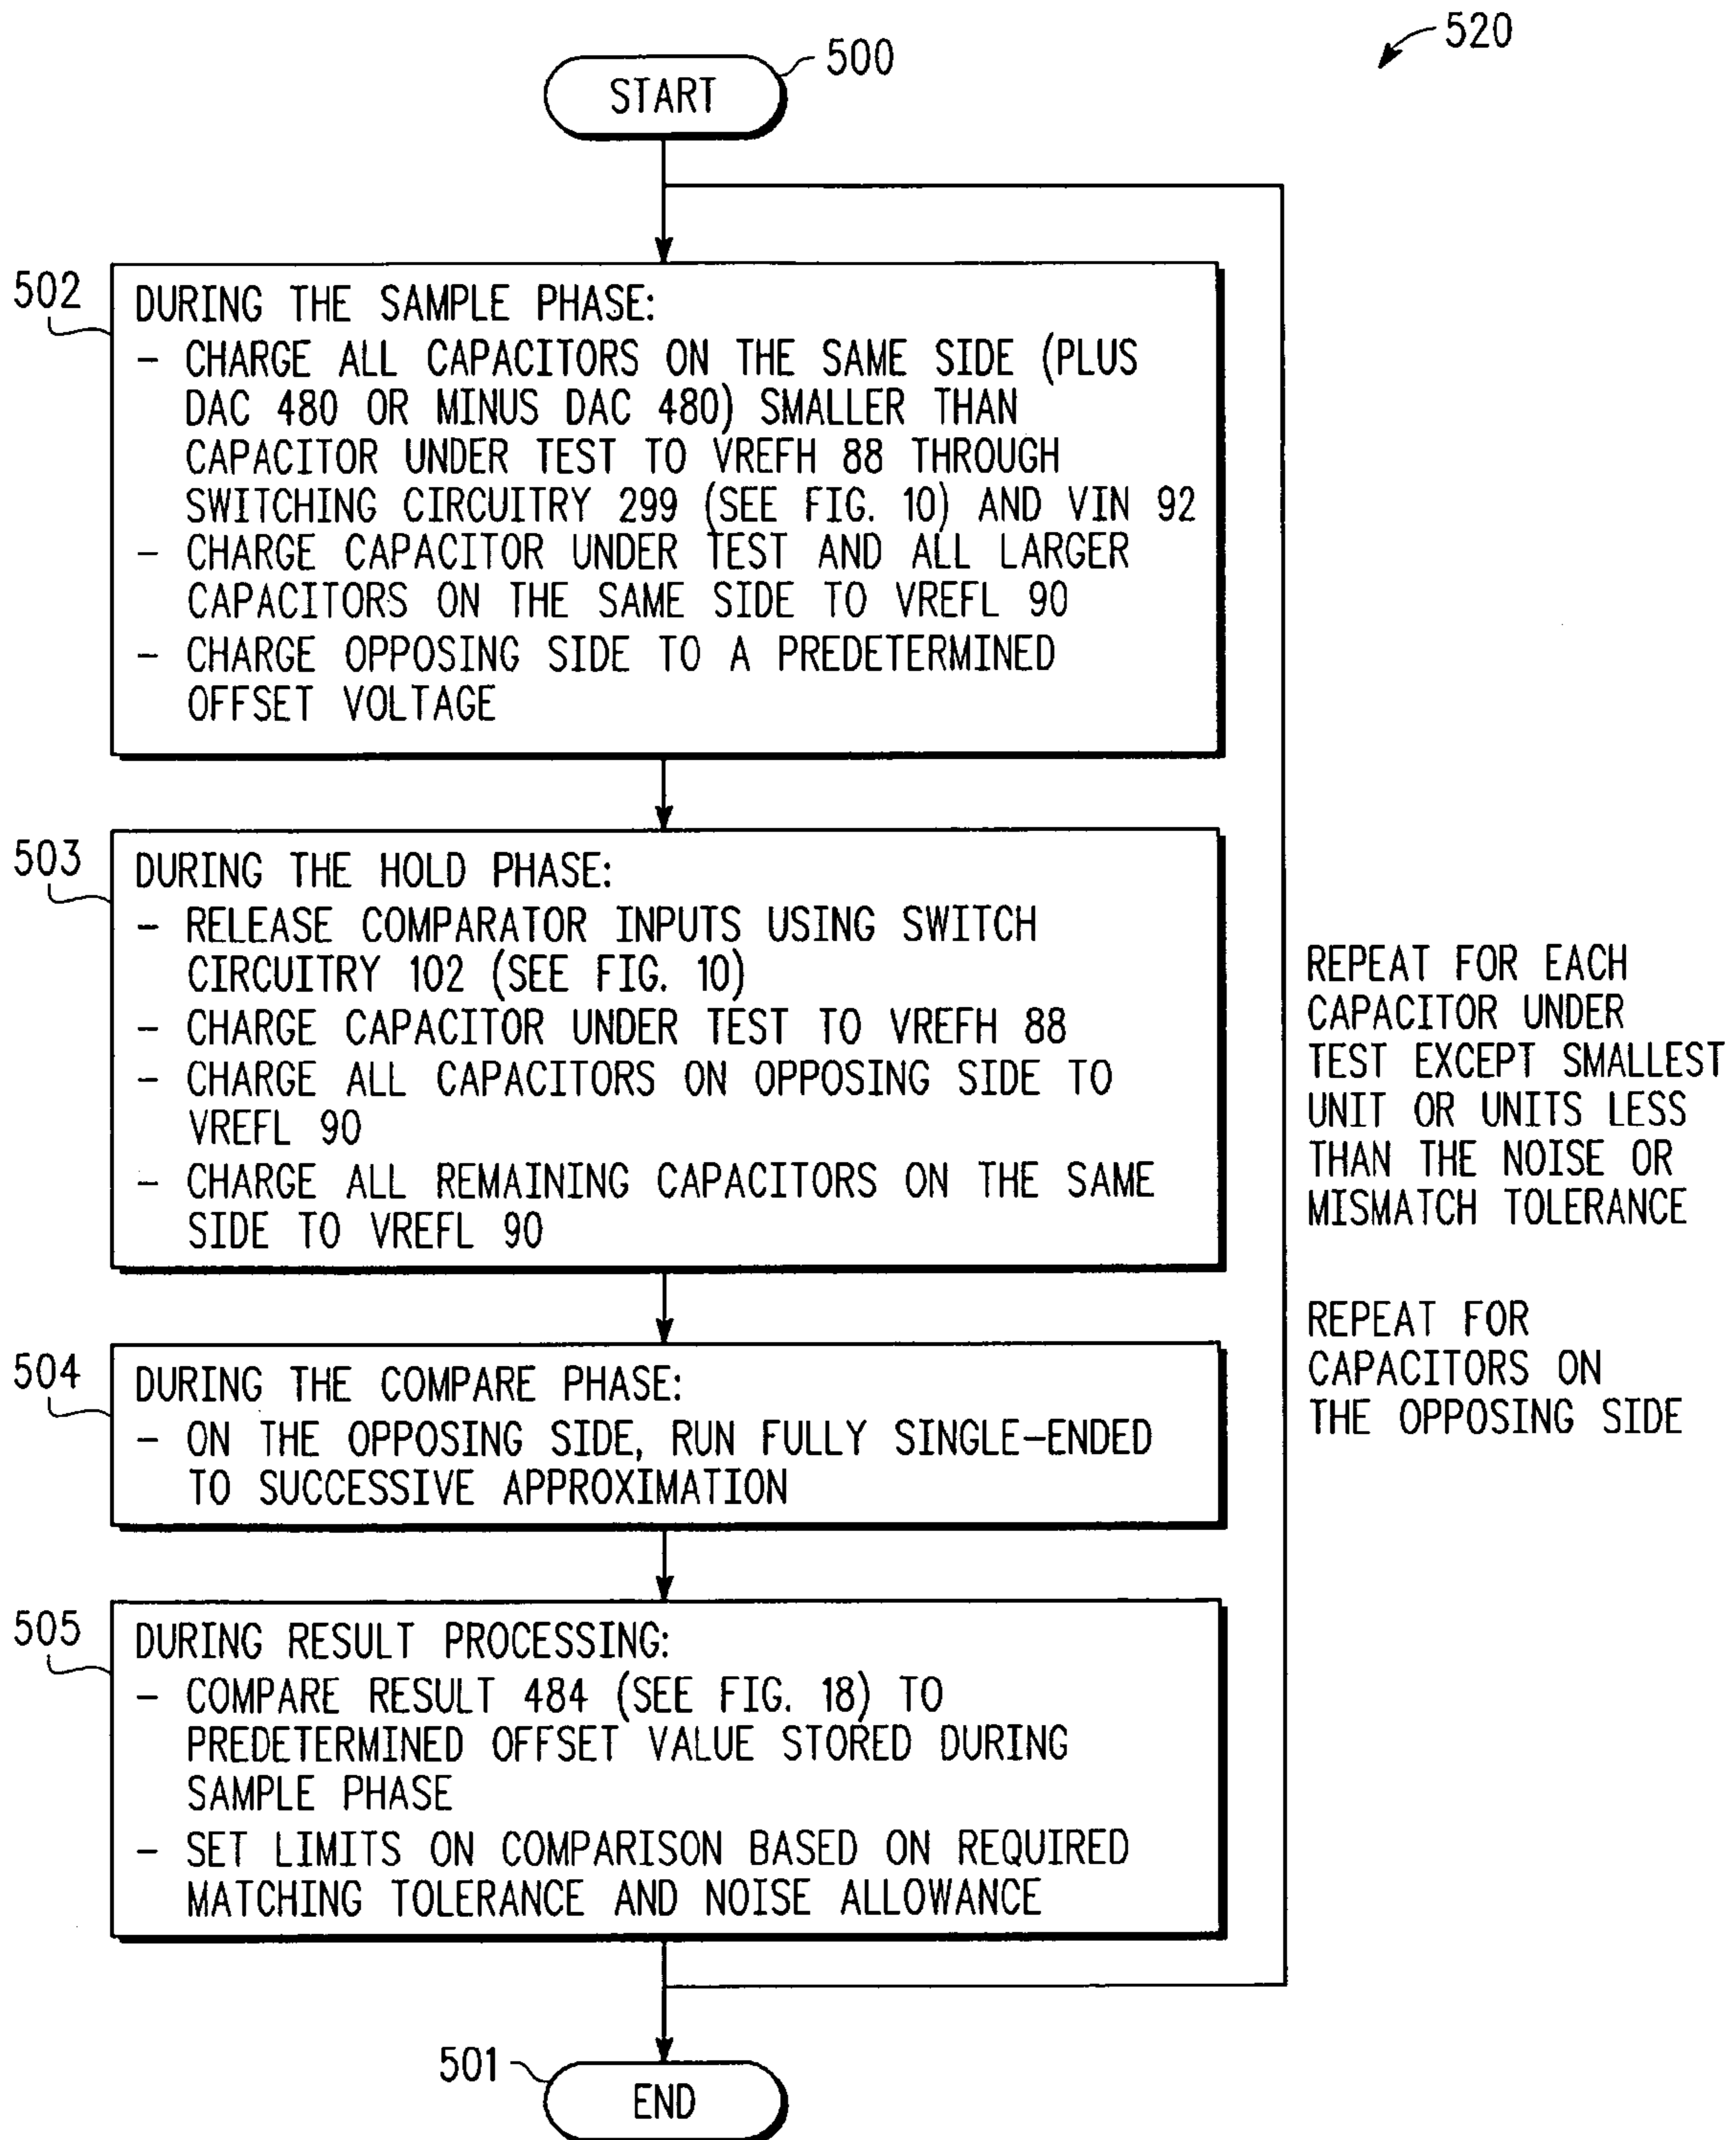 520
500
START
502
DURING THE SAMPLE PHASE:
- CHARGE ALL CAPACITORS ON THE SAME SIDE (PLUS
DAC 480 OR MINUS DAC 480) SMALLER THAN
CAPACITOR UNDER TEST TO VREFH 88 THROUGH
SWITCHING CIRCUITRY 299 (SEE FIG. 10) AND VIN 92
- CHARGE CAPACITOR UNDER TEST AND ALL LARGER
CAPACITORS ON THE SAME SIDE TO VREFL 90
- CHARGE OPPOSING SIDE TO A PREDETERMINED
OFFSET VOLTAGE
503
DURING THE HOLD PHASE:
- RELEASE COMPARATOR INPUTS USING SWITCH
CIRCUITRY 102 (SEE FIG. 10)
- CHARGE CAPACITOR UNDER TEST TO VREFH 88
- CHARGE ALL CAPACITORS ON OPPOSING SIDE TO
VREFL 90
- CHARGE ALL REMAINING CAPACITORS ON THE SAME
SIDE TO VREFL 90
REPEAT FOR EACH
CAPACITOR UNDER
TEST EXCEPT SMALLEST
UNIT OR UNITS LESS
THAN THE NOISE OR
MISMATCH TOLERANCE
REPEAT FOR
CAPACITORS ON
THE OPPOSING SIDE
504
DURING THE COMPARE PHASE:
- ON THE OPPOSING SIDE, RUN FULLY SINGLE-ENDED
TO SUCCESSIVE APPROXIMATION
505
DURING RESULT PROCESSING:
- COMPARE RESULT 484 (SEE FIG. 18) TO
PREDETERMINED OFFSET VALUE STORED DURING
SAMPLE PHASE
- SET LIMITS ON COMPARISON BASED ON REQUIRED
MATCHING TOLERANCE AND NOISE ALLOWANCE
501
END